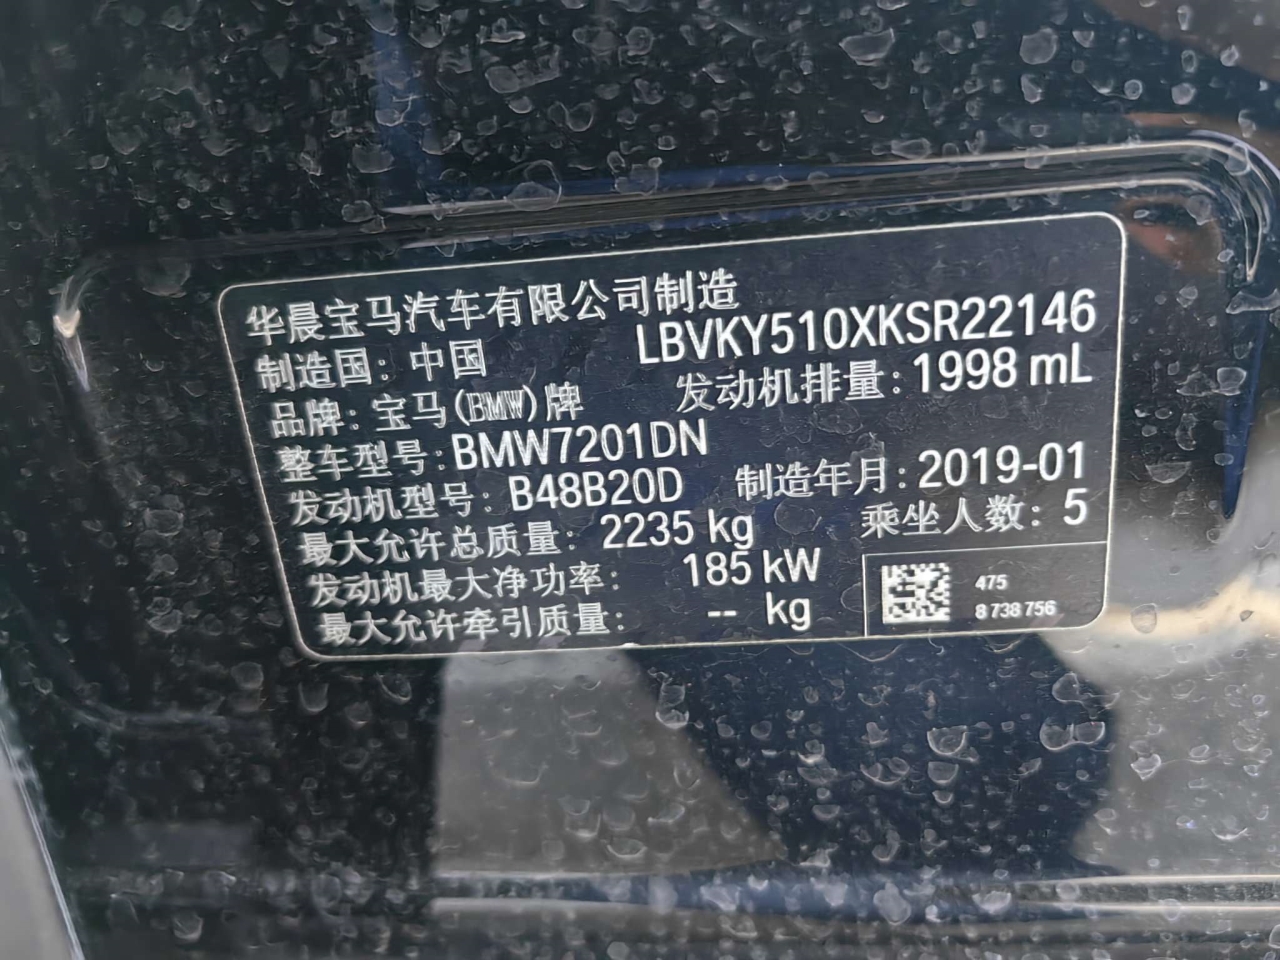 华晨宝马汽车有限公司制造
制造国：中国 LBVKY510XKSR22146
品牌：宝马(BMW)牌 发动机排量：1998 mL
整车型号：BMW7201DN
发动机型号：B48B20D 制造年月：2019-01
最大允许总质量：2235 kg 乘坐人数：5
发动机最大净功率：185 kW
最大允许牵引质量：-- kg
475
8 738 756